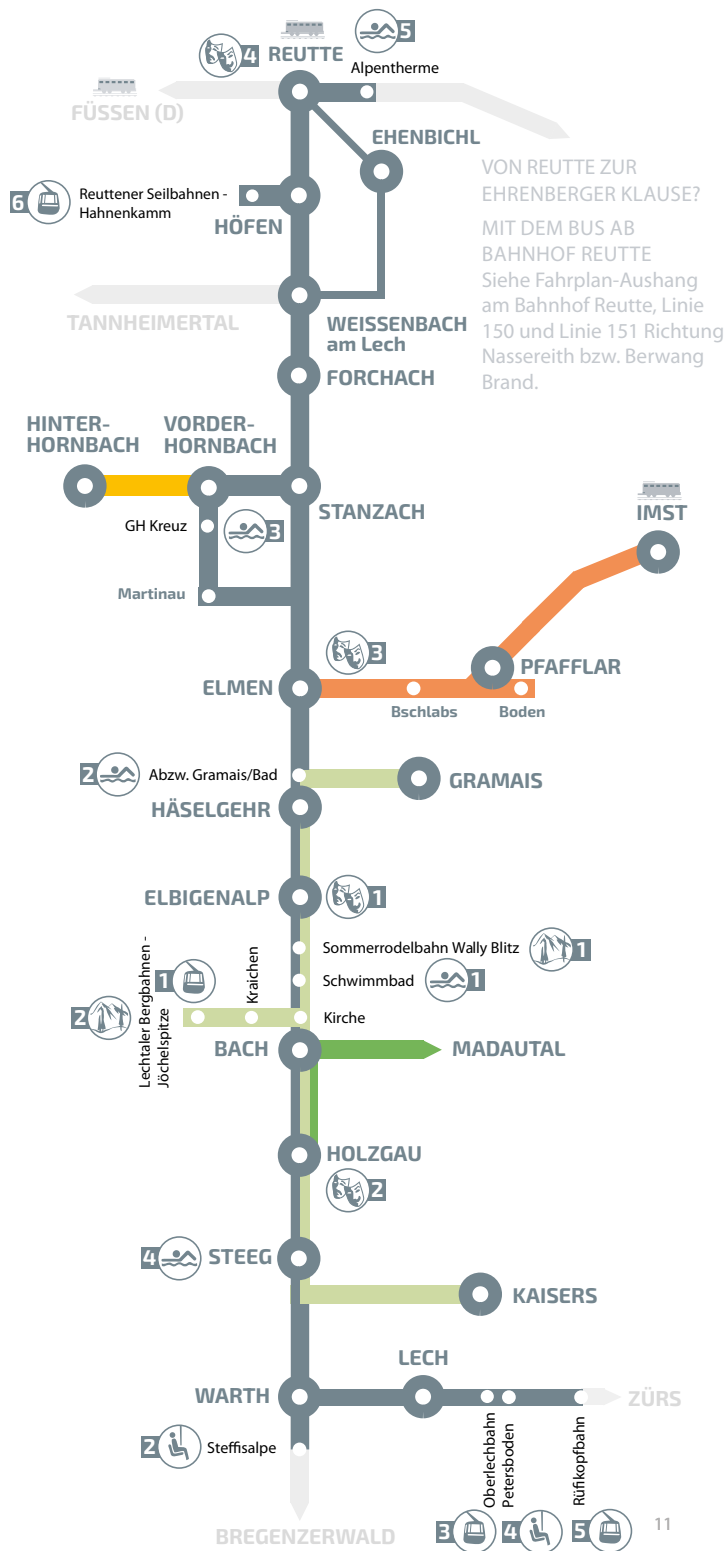 4
REUTTE
5
Alpentherme
FÜSSEN (D)
EHENBICHL
VON REUTTE ZUR
EHRENBERGER KLAUSE?
MIT DEM BUS AB
BAHNHOF REUTTE
Siehe Fahrplan-Aushang
am Bahnhof Reutte, Linie
150 und Linie 151 Richtung
Nassereith bzw. Berwang
Brand.
6
Reuttener Seilbahnen -
Hahnenkamm
HÖFEN
TANNHEIMERTAL
WEISSENBACH
am Lech
FORCHACH
HINTER-
HORNBACH
VORDER-
HORNBACH
STANZACH
GH Kreuz
3
IMST
Martinau
3
PFAFFLAR
ELMEN
Bschlabs
Boden
2
Abzw. Gramais/Bad
GRAMAIS
HÄSELGEHR
ELBIGENALP
1
Sommerrodelbahn Wally Blitz
1
Schwimmbad
1
Lechtaler Bergbahnen -
Jöchelspitze
1
2
Kraichen
Kirche
BACH
MADAUTAL
HOLZGAU
2
4
STEEG
KAISERS
LECH
WARTH
ZÜRS
2
Steffisalpe
Oberlechbahn
Petersboden
Rüfikopfbahn
3
4
5
BREGENZERWALD
11